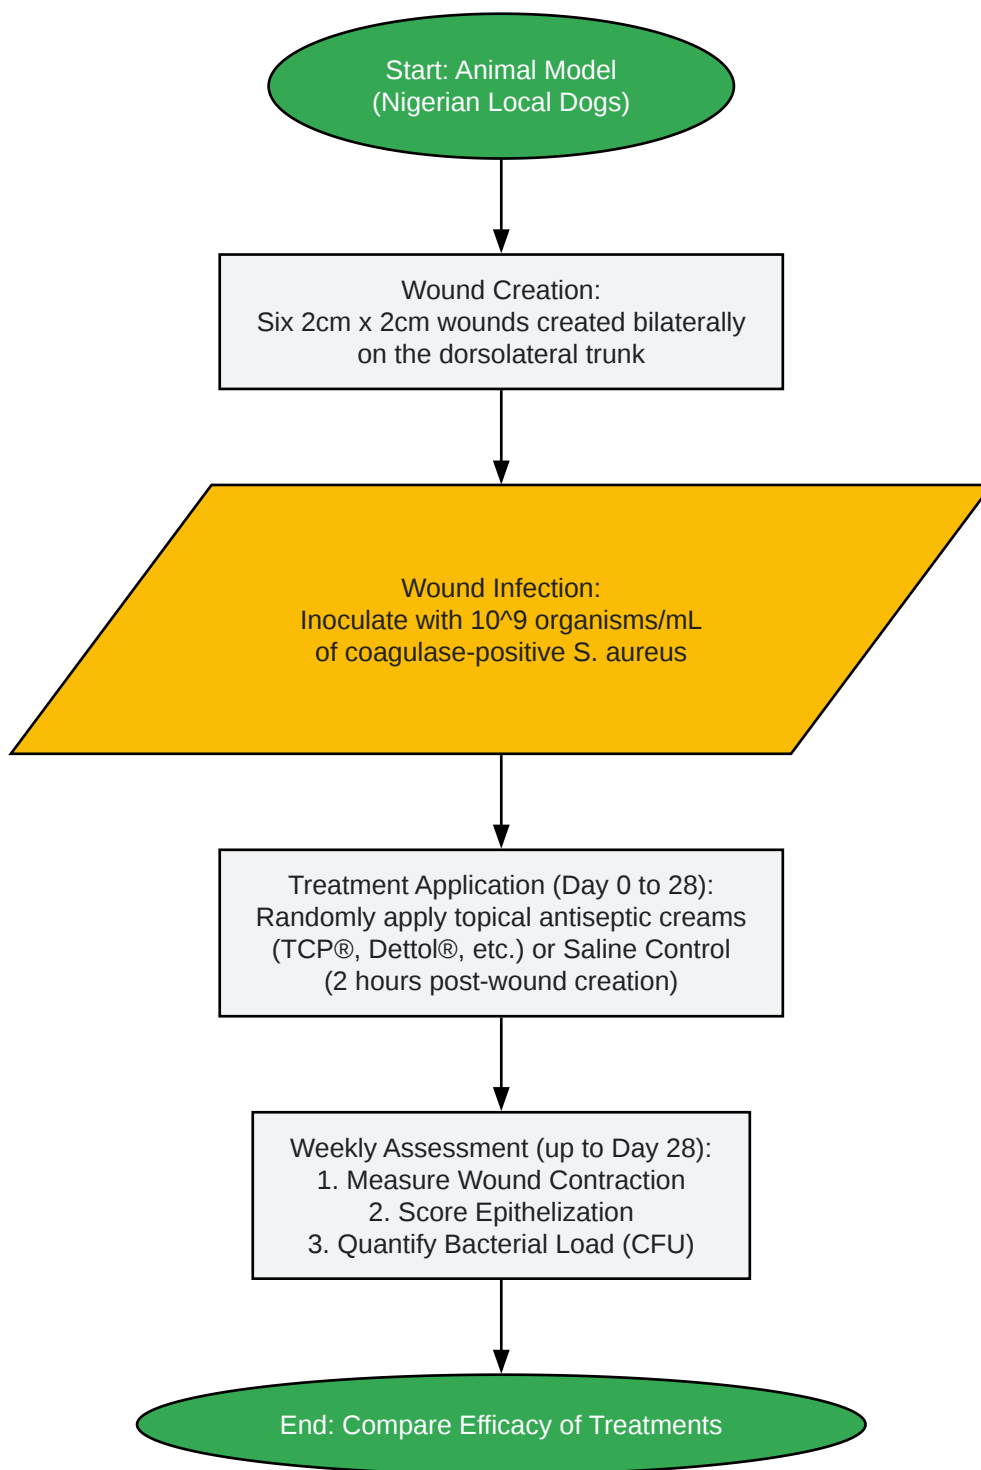 Start: Animal Model
(Nigerian Local Dogs)
Wound Creation:
Six 2cm x 2cm wounds created bilaterally
on the dorsolateral trunk
Wound Infection:
Inoculate with 10^9 organisms/mL
of coagulase-positive S. aureus
Treatment Application (Day 0 to 28):
Randomly apply topical antiseptic creams
(TCP®, Dettol®, etc.) or Saline Control
(2 hours post-wound creation)
Weekly Assessment (up to Day 28):
1. Measure Wound Contraction
2. Score Epithelization
3. Quantify Bacterial Load (CFU)
End: Compare Efficacy of Treatments